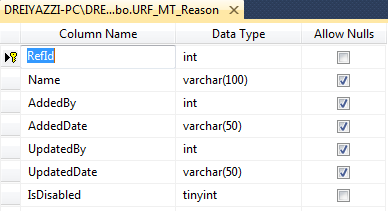 DREIYAZZI-PC\DRE...bo.URF_MT_Reason
Column Name Data Type Allow Nulls
RefId int
Name varchar(100)
AddedBy int
AddedDate varchar(50)
UpdatedBy int
UpdatedDate varchar(50)
IsDisabled tinyint